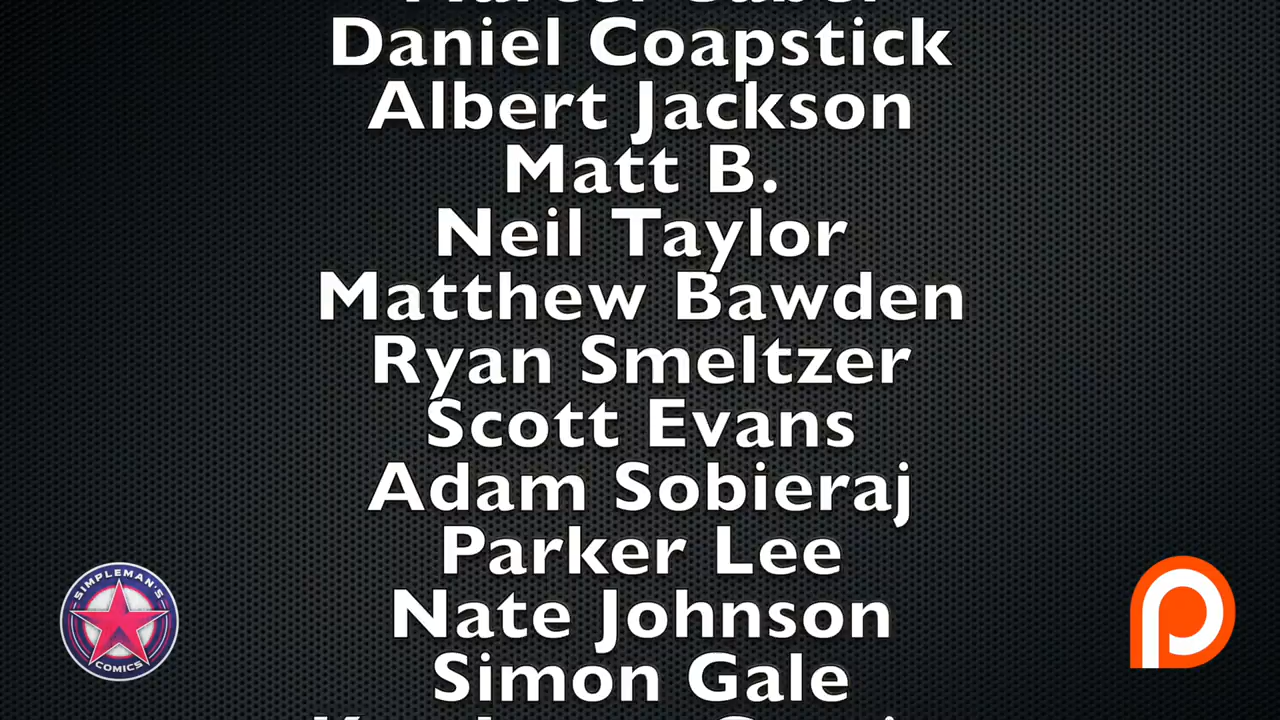 Daniel Coapstick
Albert Jackson
Matt B.
Neil Taylor
Matthew Bawden
Ryan Smeltzer
Scott Evans
Adam Sobieraj
Parker Lee
Nate Johnson
Simon Gale
SIMPLEMAN'S
COMICS